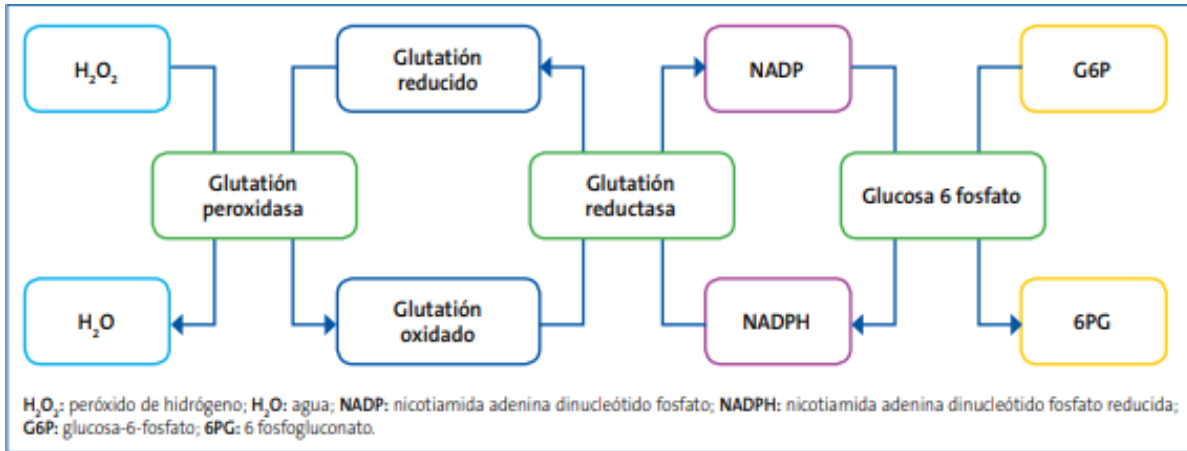 H₂O₂
Glutatión
reducido
NADP
G6P
Glutatión
peroxidasa
Glutatión
reductasa
Glucosa 6 fosfato
H₂O
Glutatión
oxidado
NADPH
6PG
H₂O₂: peróxido de hidrógeno; H₂O: agua; NADP: nicotiamida adenina dinucleótido fosfato; NADPH: nicotiamida adenina dinucleótido fosfato reducida;
G6P: glucosa-6-fosfato; 6PG: 6 fosfogluconato.